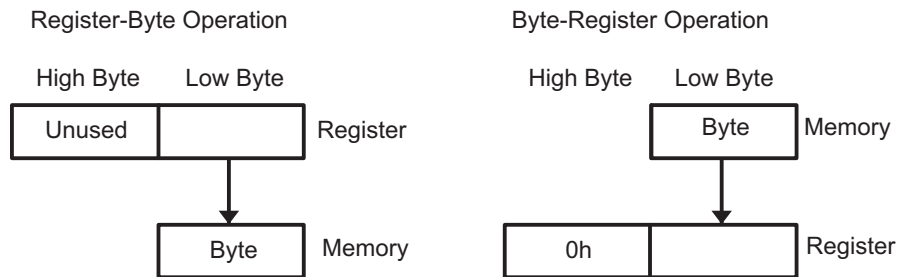 Register-Byte Operation
High Byte Low Byte
Unused
Register
Byte
Memory
Byte-Register Operation
High Byte Low Byte
Byte
Memory
0h
Register